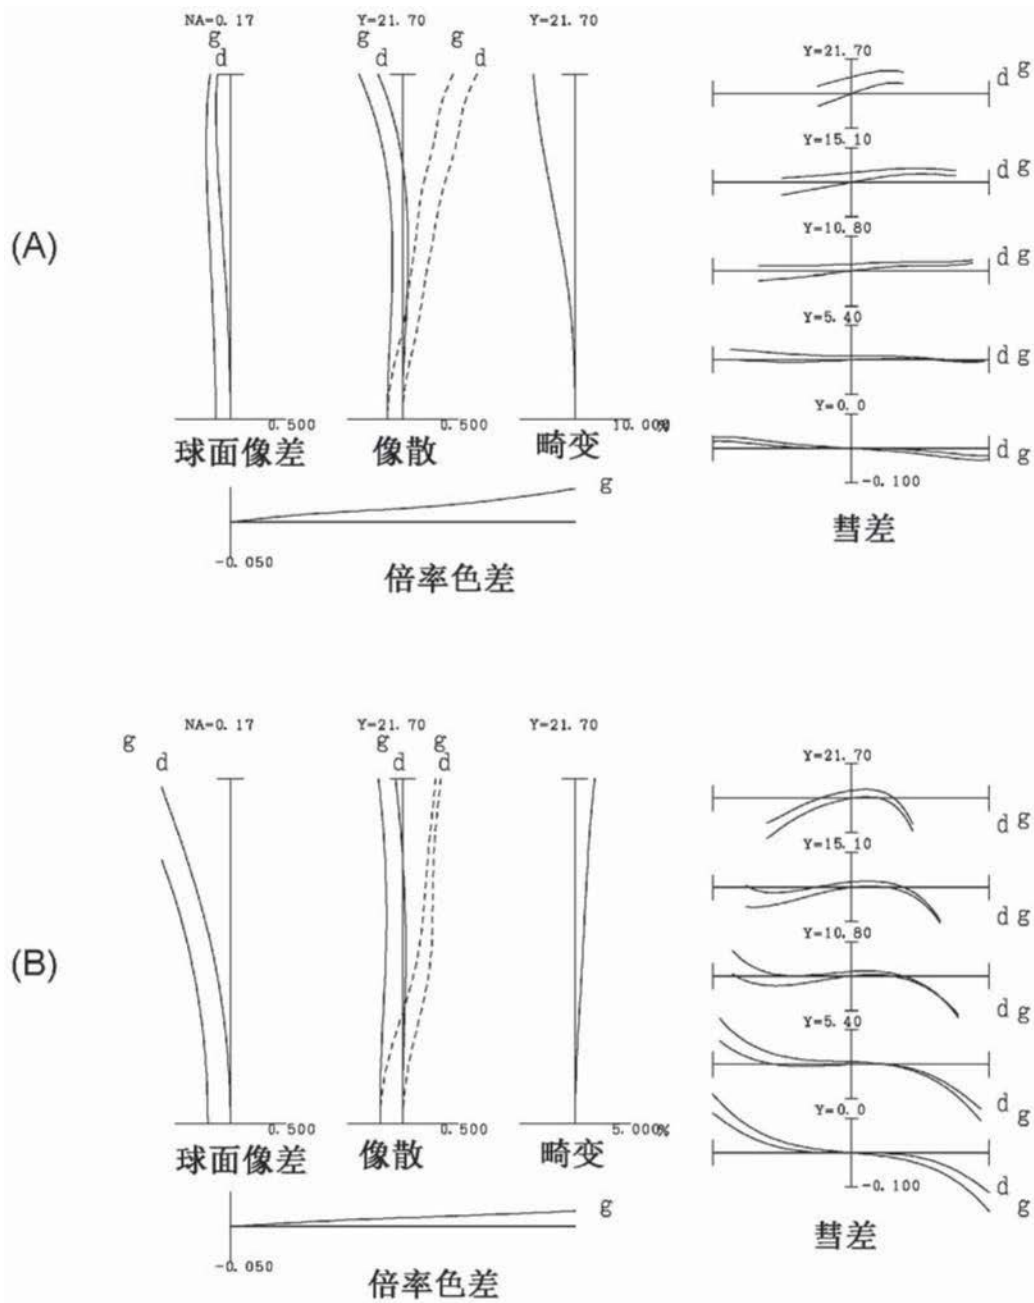 NA=0.17 Y=21.70 Y=21.70
g g g
d d d
Y=21.70
d g
Y=15.10
d g
(A)
Y=10.80
d g
Y=5.40
d g
Y=0.0
0.500 0.500 10.000%
d g
球面像差 像散 畸变
-0.100
g
彗差
-0.050
倍率色差
NA=0.17 Y=21.70 Y=21.70
g g g
d d d
Y=21.70
d g
Y=15.10
d g
Y=10.80
(B)
d g
Y=5.40
d g
Y=0.0
0.500 0.500 5.000%
球面像差 像散 畸变
-0.100
d g
g
彗差
-0.050
倍率色差